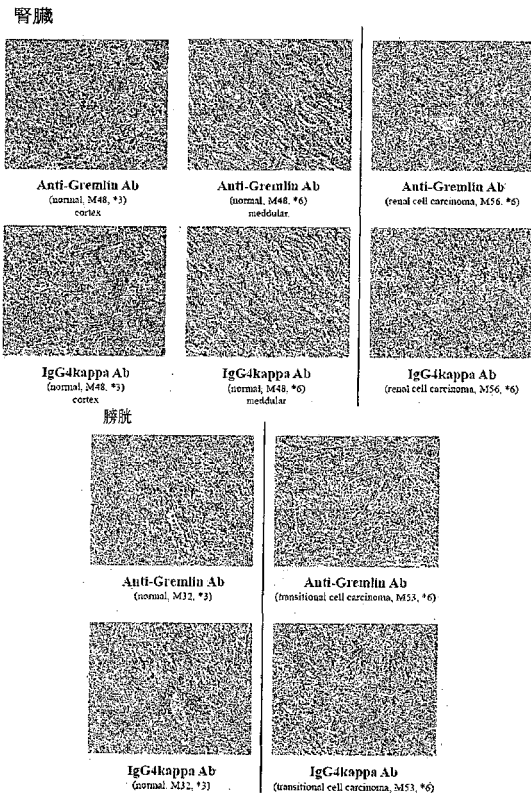 腎臓
Anti-Gremlin Ab
(normal, M48, *3)
cortex
Anti-Gremlin Ab
(normal, M48, *6)
meddular
Anti-Gremlin Ab
(renal cell carcinoma, M56, *6)
IgG4kappa Ab
(normal, M48, *3)
cortex
IgG4kappa Ab
(normal, M48, *6)
meddular
IgG4kappa Ab
(renal cell carcinoma, M56, *6)
膀胱
Anti-Gremlin Ab
(normal, M32, *3)
Anti-Gremlin Ab
(transitional cell carcinoma, M53, *6)
IgG4kappa Ab
(normal, M32, *3)
IgG4kappa Ab
(transitional cell carcinoma, M53, *6)